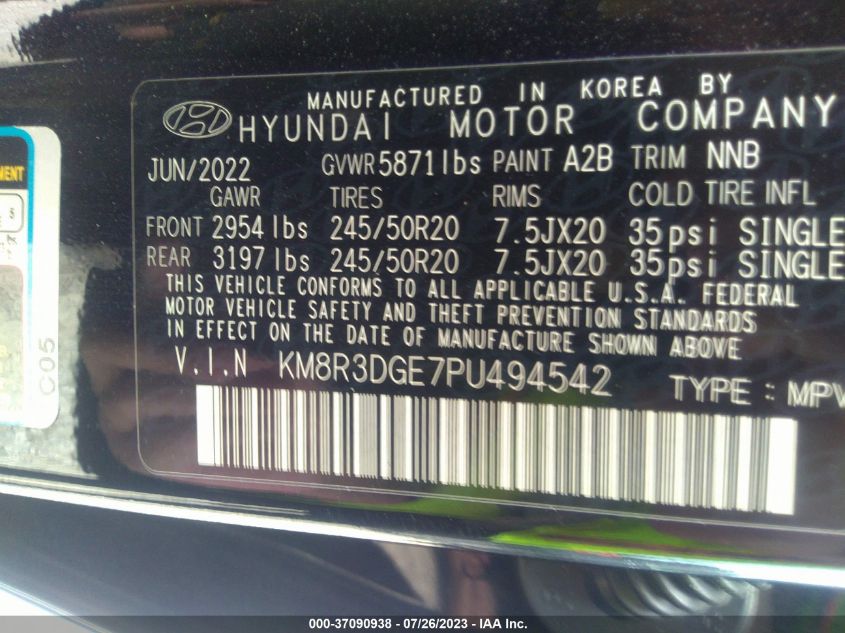 MANUFACTURED IN KOREA BY
HYUNDAI MOTOR COMPANY
JUN/2022 GVWR 5871 lbs PAINT A2B TRIM NNB
GAWR TIRES RIMS COLD TIRE INFL
FRONT 2954 lbs 245/50R20 7.5JX20 35psi SINGLE
REAR 3197 lbs 245/50R20 7.5JX20 35psi SINGLE
THIS VEHICLE CONFORMS TO ALL APPLICABLE U.S.A. FEDERAL
MOTOR VEHICLE SAFETY AND THEFT PREVENTION STANDARDS
IN EFFECT ON THE DATE OF MANUFACTURE SHOWN ABOVE.
V.I.N KM8R3DGE7PU494542 TYPE : MPV
C05
000-37090938 - 07/26/2023 - IAA Inc.